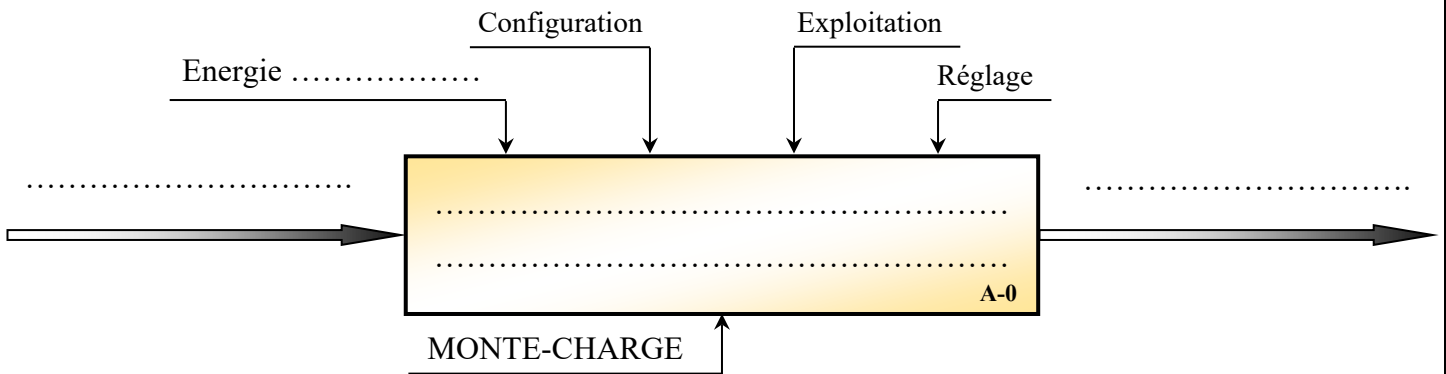 Configuration
Exploitation
Energie ………………
Réglage
………………………….
………………………….
………………………………………………
………………………………………………
A-0
MONTE-CHARGE